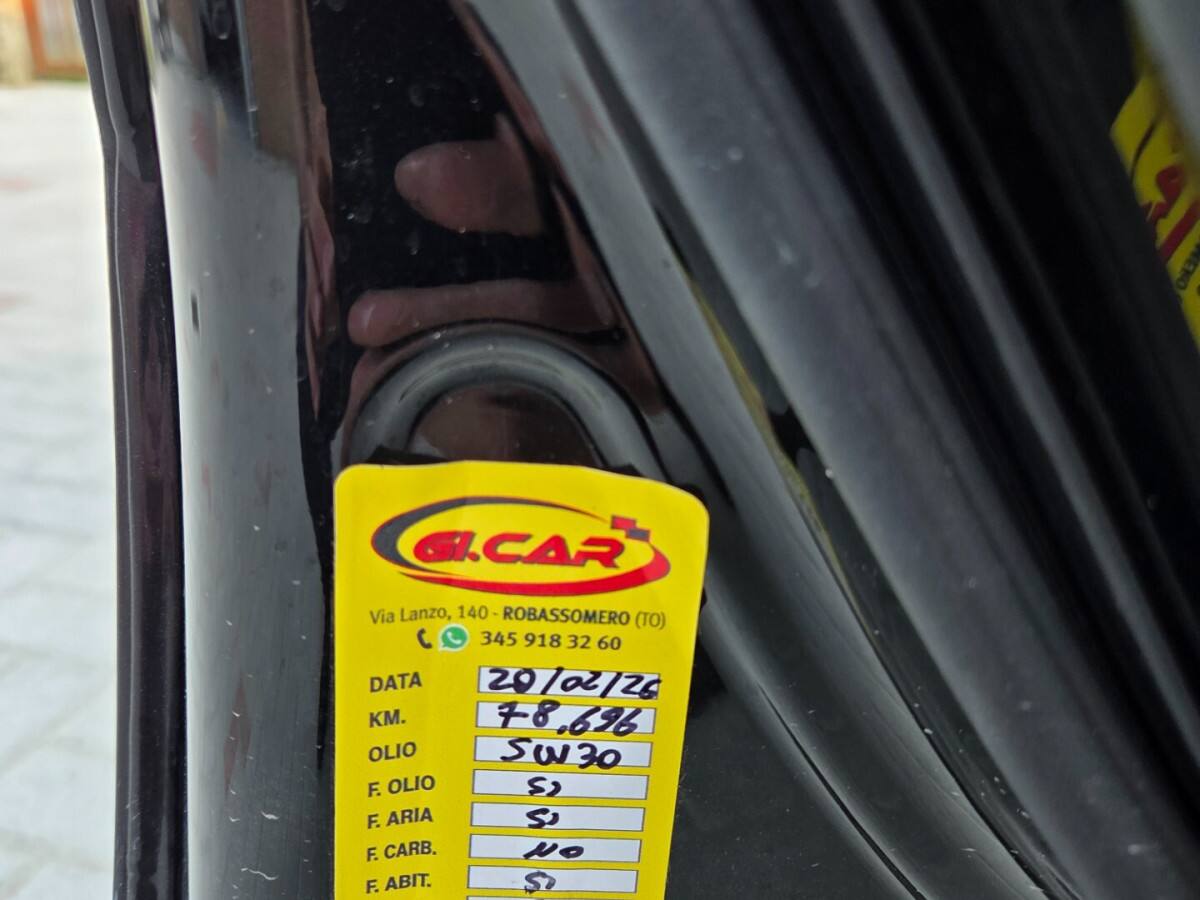 GI.CAR
Via Lanzo, 140 - ROBASSOMERO (TO)
345 918 32 60
DATA 20/02/26
KM. 78.696
OLIO 5W30
F. OLIO SI
F. ARIA SI
F. CARB. NO
F. ABIT. SI